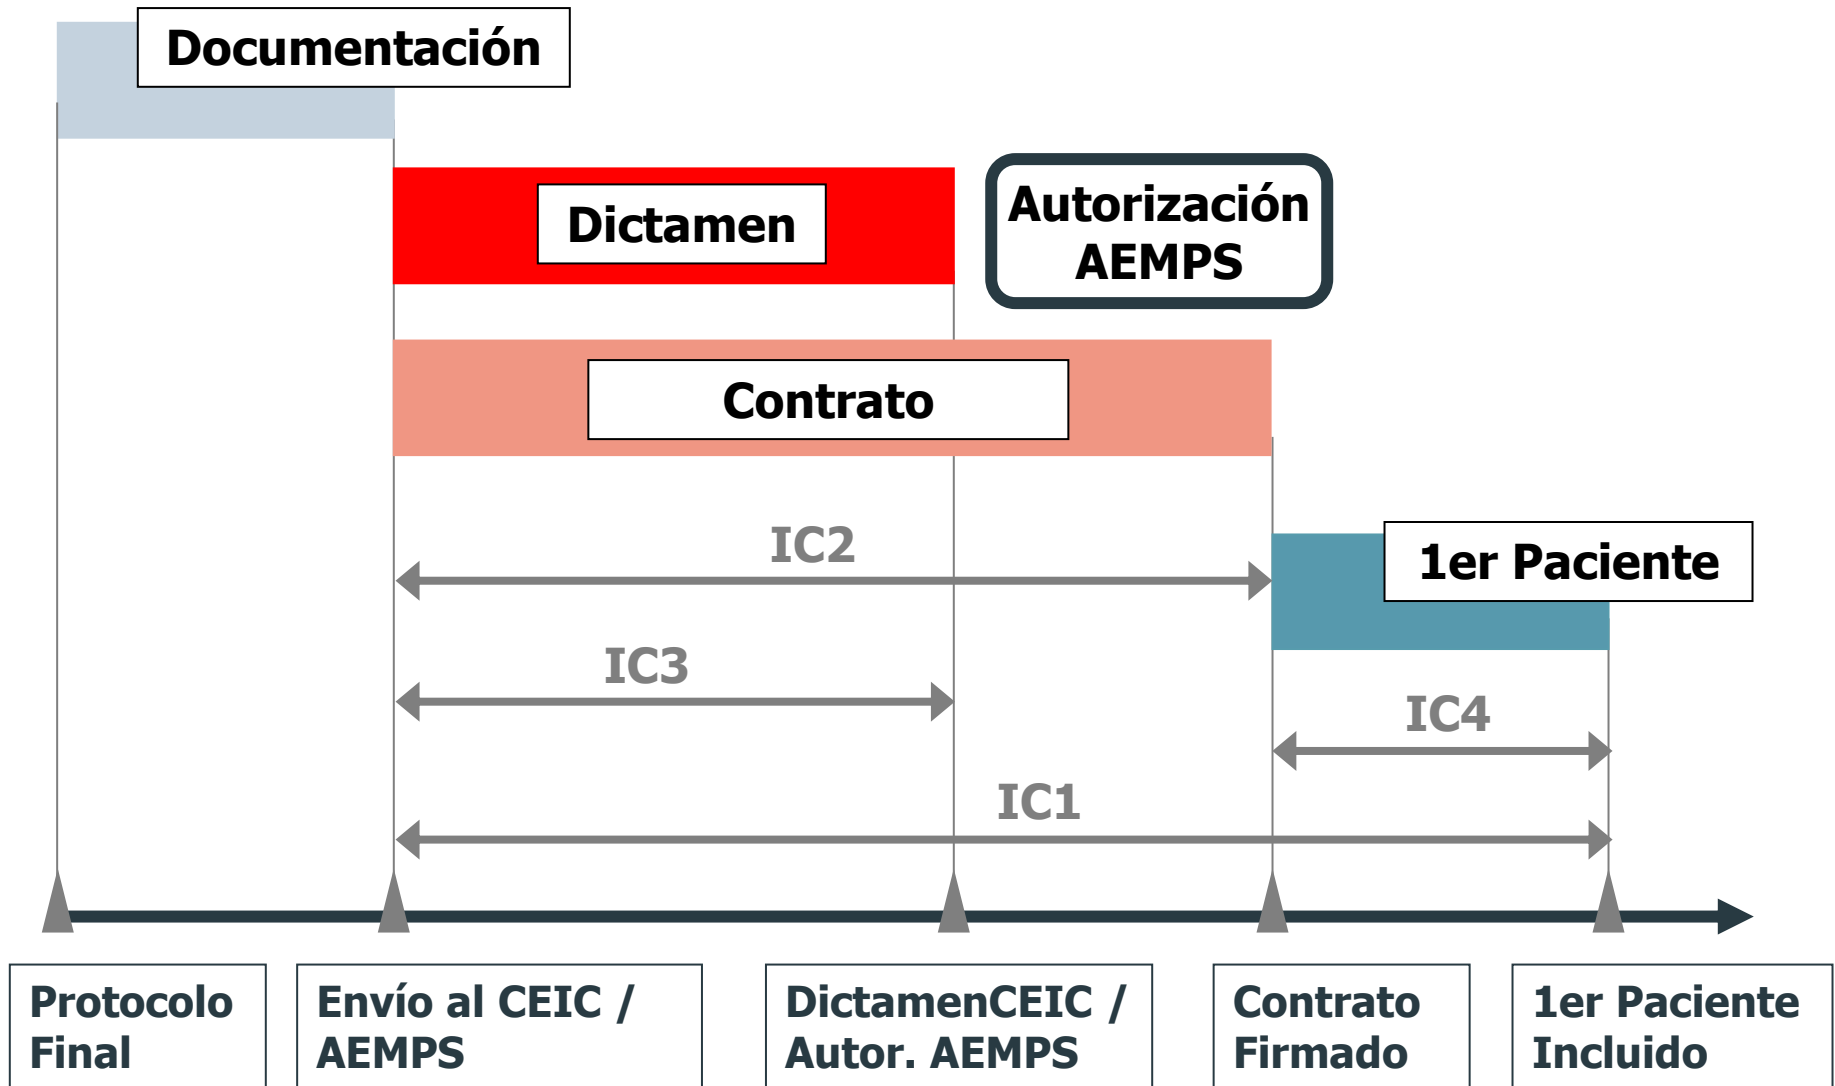 Documentación
Dictamen
Autorización
AEMPS
Contrato
IC2
1er Paciente
IC3
IC4
IC1
Protocolo
Final
Envío al CEIC /
AEMPS
DictamenCEIC /
Autor. AEMPS
Contrato
Firmado
1er Paciente
Incluido